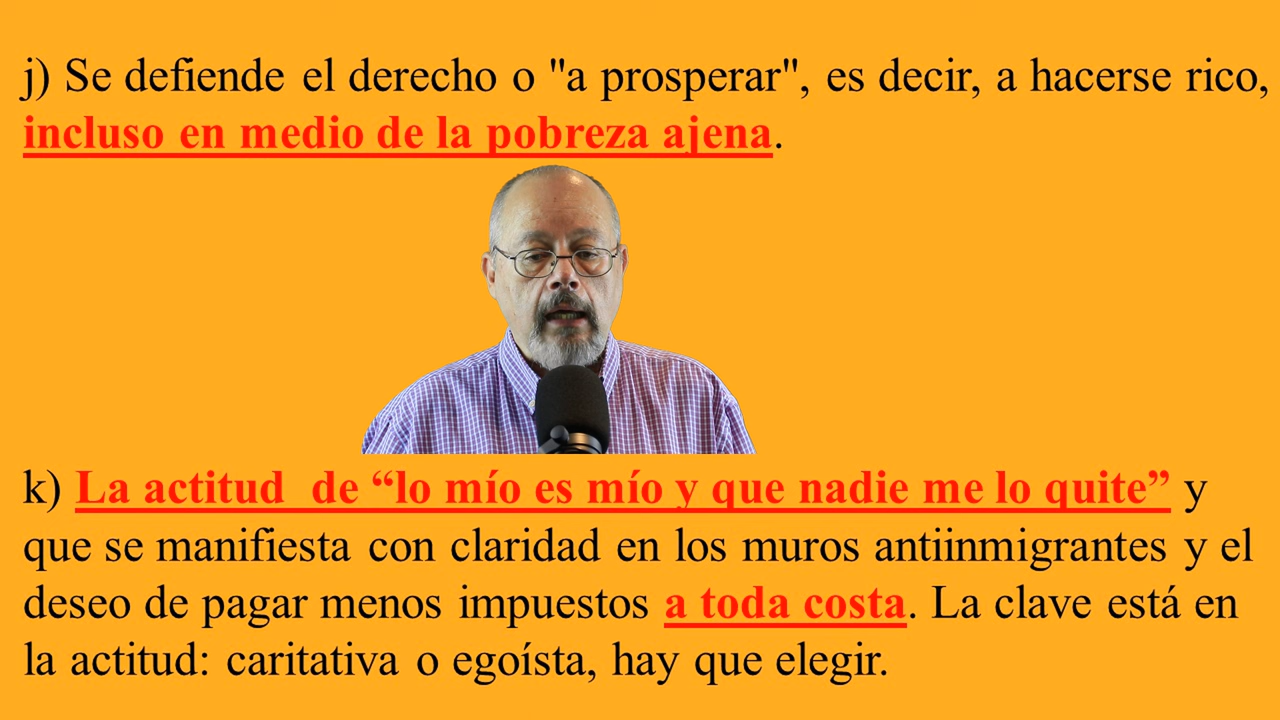 j) Se defiende el derecho o "a prosperar", es decir, a hacerse rico,
incluso en medio de la pobreza ajena.
k) La actitud  de “lo mío es mío y que nadie me lo quite” y
que se manifiesta con claridad en los muros antiinmigrantes y el
deseo de pagar menos impuestos a toda costa. La clave está en
la actitud: caritativa o egoísta, hay que elegir.